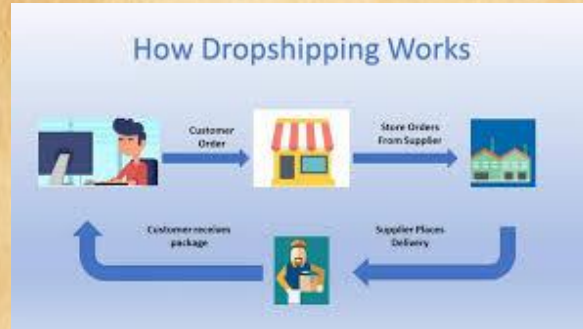 How Dropshipping Works
Customer
Order
Store Orders
From Supplier
Customer receives
package
Supplier Places
Delivery